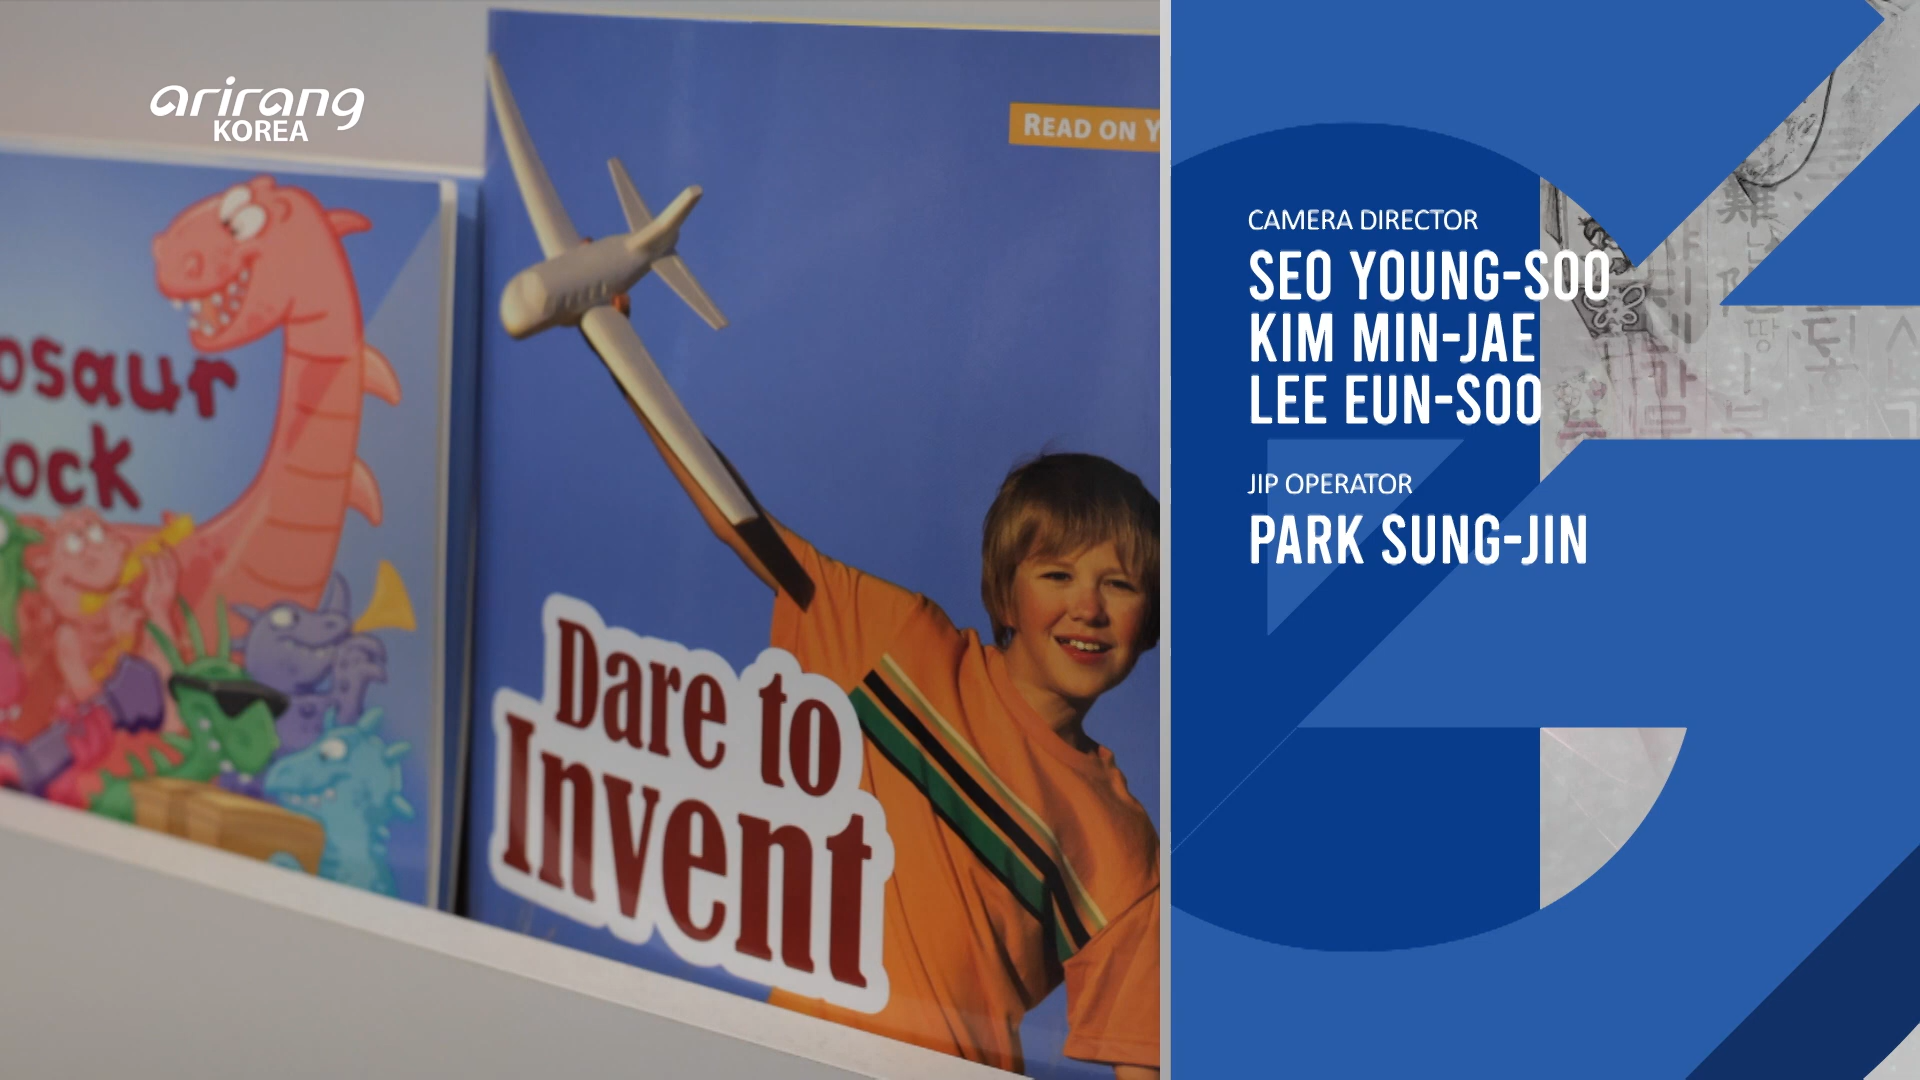 arirang
KOREA
READ ON Y
osaur
ock
Dare to
Invent
CAMERA DIRECTOR
SEO YOUNG-SOO
KIM MIN-JAE
LEE EUN-SOO
JIP OPERATOR
PARK SUNG-JIN